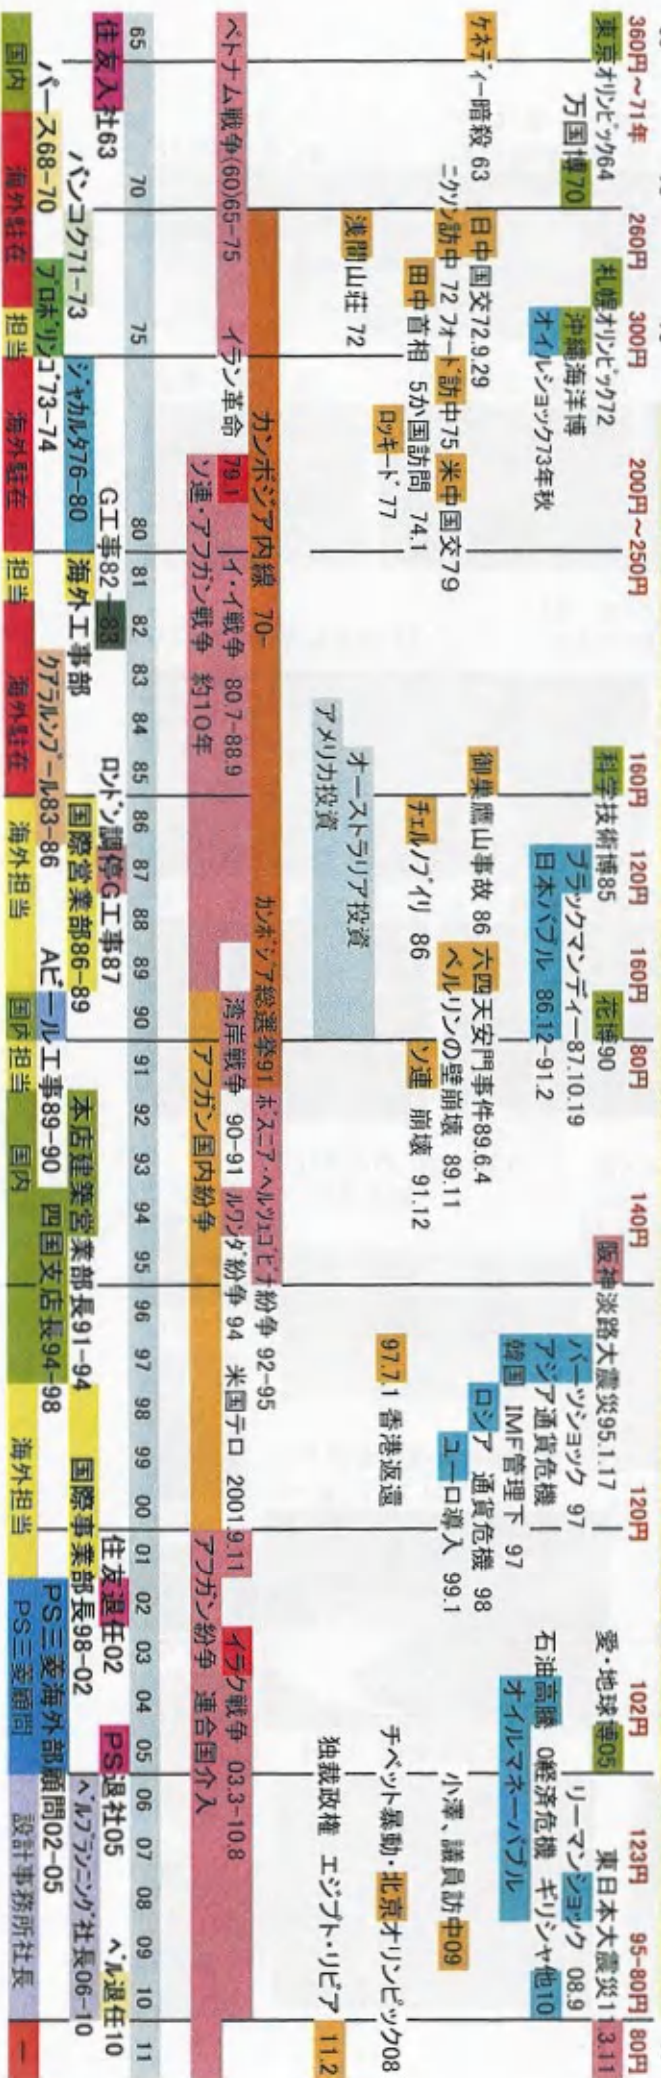 360円～71年 260円 300円 200円～250円 160円 120円 160円 80円 140円 120円 102円 123円 95-80円 80円
東京オリンピック64 札幌オリンピック72 科学技術博85 花博90 阪神淡路大震災95.1.17 愛・地球博05 東日本大震災11.3.11
万国博70 沖縄海洋博 ブラックマンディー87.10.19 バーツショック 97 リーマンショック 08.9
オイルショック73年秋 日本バブル 86.12-91.2 アジア通貨危機 石油高騰 0経済危機 ギリシャ他10
韓国 IMF管理下 97 オイルマネーバブル
ケネディー暗殺 63 日中国交72.9.29 米中国交79 御巣鷹山事故 86 六四天安門事件89.6.4 ロシア 通貨危機 98
ニクソン訪中 72 フォード訪中75 ベルリンの壁崩壊 89.11 ユーロ導入 99.1 小澤、議員訪中09
田中首相 5か国訪問 74.1 チェルノブイリ 86 ソ連 崩壊 91.12
ロッキード 77 97.7.1 香港返還 チベット暴動・北京オリンピック08
浅間山荘 72 オーストラリア投資
アメリカ投資 独裁政権 エジプト・リビア 11.2
カンボジア内線 70- カンボジア総選挙91 ボスニア・ヘルツェゴビナ紛争 92-95
ベトナム戦争(60)65-75 イラン革命 79.1 イ・イ戦争 80.7-88.9 湾岸戦争 90-91 ルワンダ紛争 94 米国テロ 2001.9.11 イラク戦争 03.3-10.8
ソ連・アフガン戦争 約10年 アフガン国内紛争 アフガン紛争 連合国介入
65 70 75 80 81 82 83 84 85 86 87 88 89 90 91 92 93 94 95 96 97 98 99 00 01 02 03 04 05 06 07 08 09 10 11
住友入社63 G工事82-83 ロンドン調停G工事87 住友退任02 PS退社05 ベル退任10
バンコク71-73 ジャカルタ76-80 海外工事部 国際営業部86-89 本店建築営業部長91-94 国際事業部長98-02 ベルプランニング社長06-10
パース68-70 プロボリンゴ73-74 クアラルンプール83-86 Aビール工事89-90 四国支店長94-98 PS三菱海外部顧問02-05
国内 海外駐在 担当 海外駐在 担当 海外駐在 海外担当 国内担当 国内 海外担当 PS三菱顧問 設計事務所社長 一